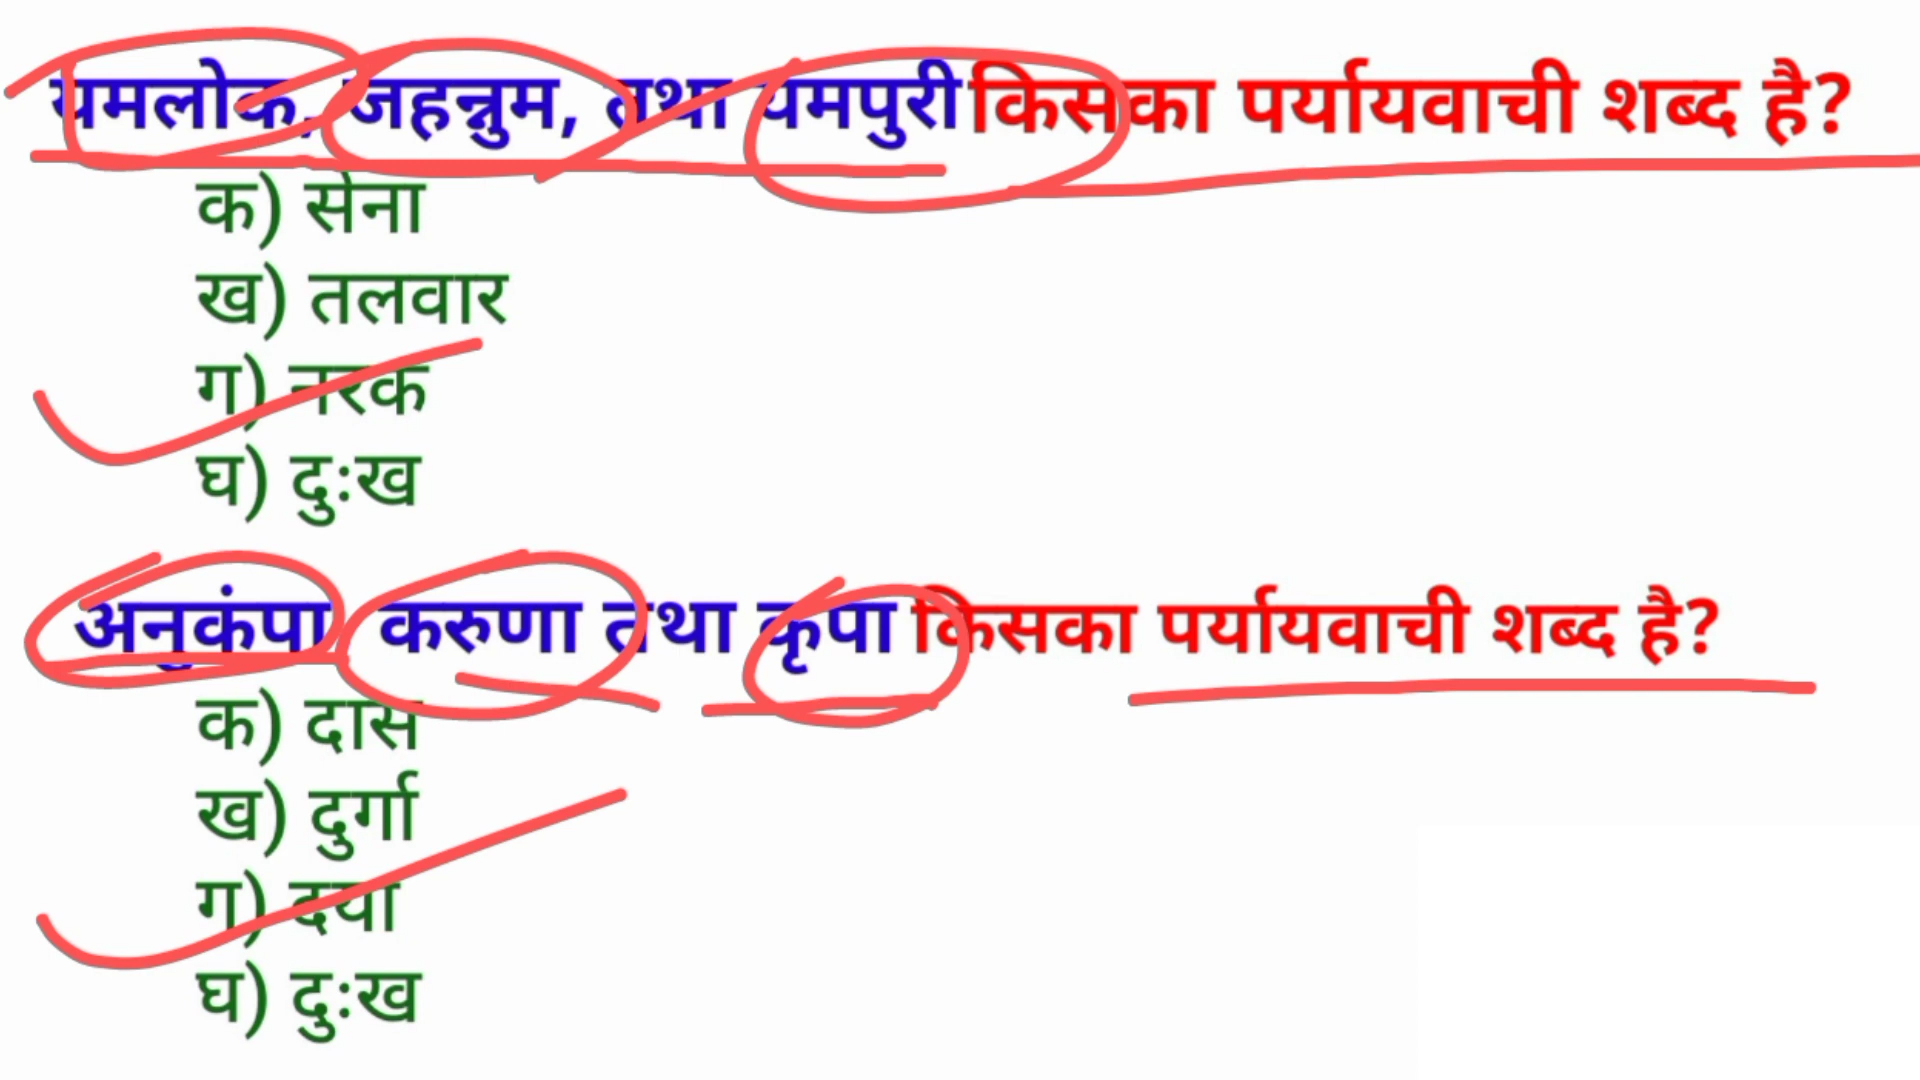 यमलोक, जहन्नुम, तथा यमपुरी किसका पर्यायवाची शब्द है?
क) सेना
ख) तलवार
ग) नरक
घ) दुःख
अनुकंपा करुणा तथा कृपा किसका पर्यायवाची शब्द है?
क) दास
ख) दुर्गा
ग) दया
घ) दुःख